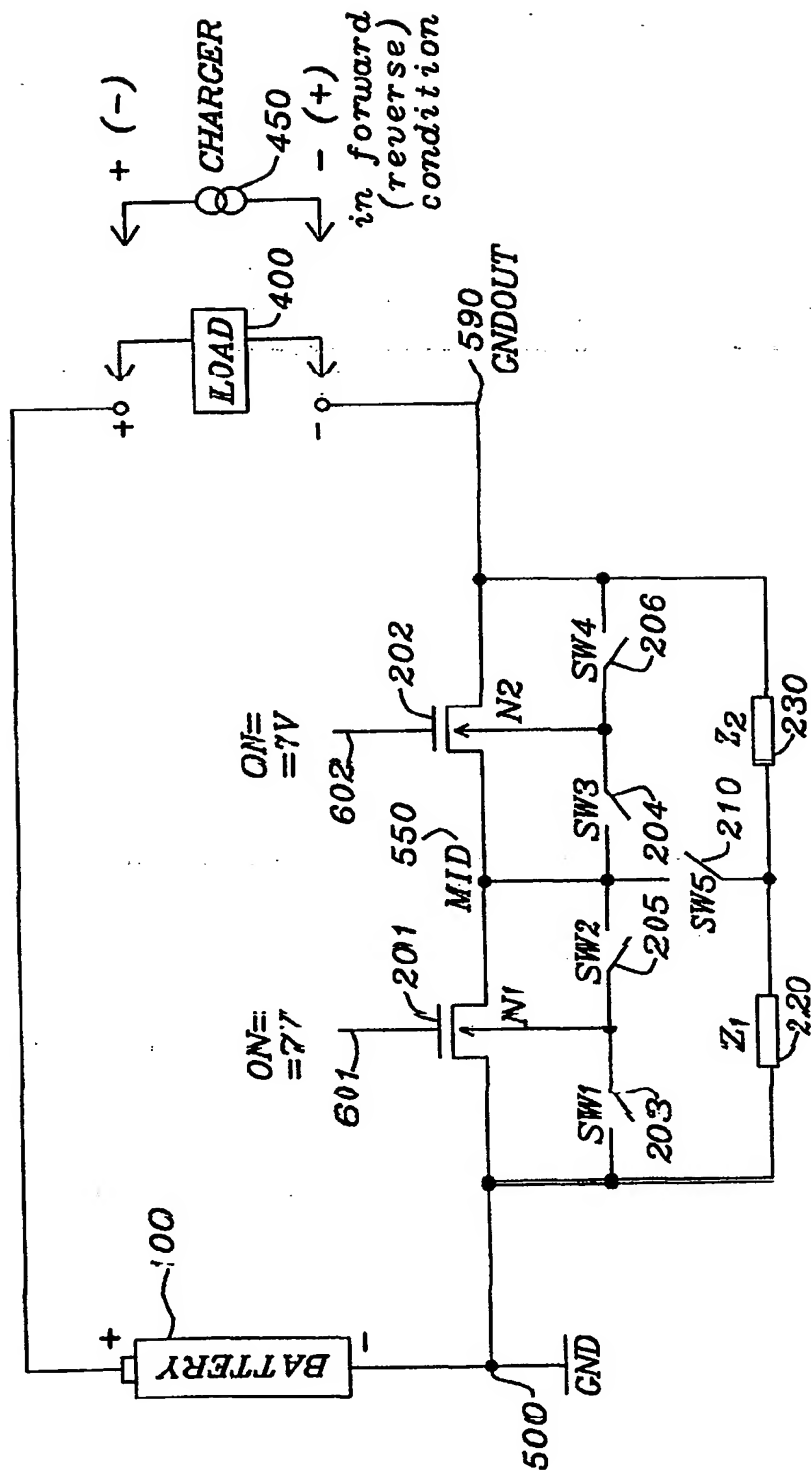 + (-)
CHARGER
450
- (+)
in forward
(reverse)
condition
+
LOAD
400
-
590
GNDOUT
ON=
=7V
602
202
N2
550
MID
SW3
204
SW4
206
SW5
210
Z2
230
ON=
=7V
601
201
N1
SW1
203
SW2
205
Z1
220
100
+
BATTERY
-
500
GND